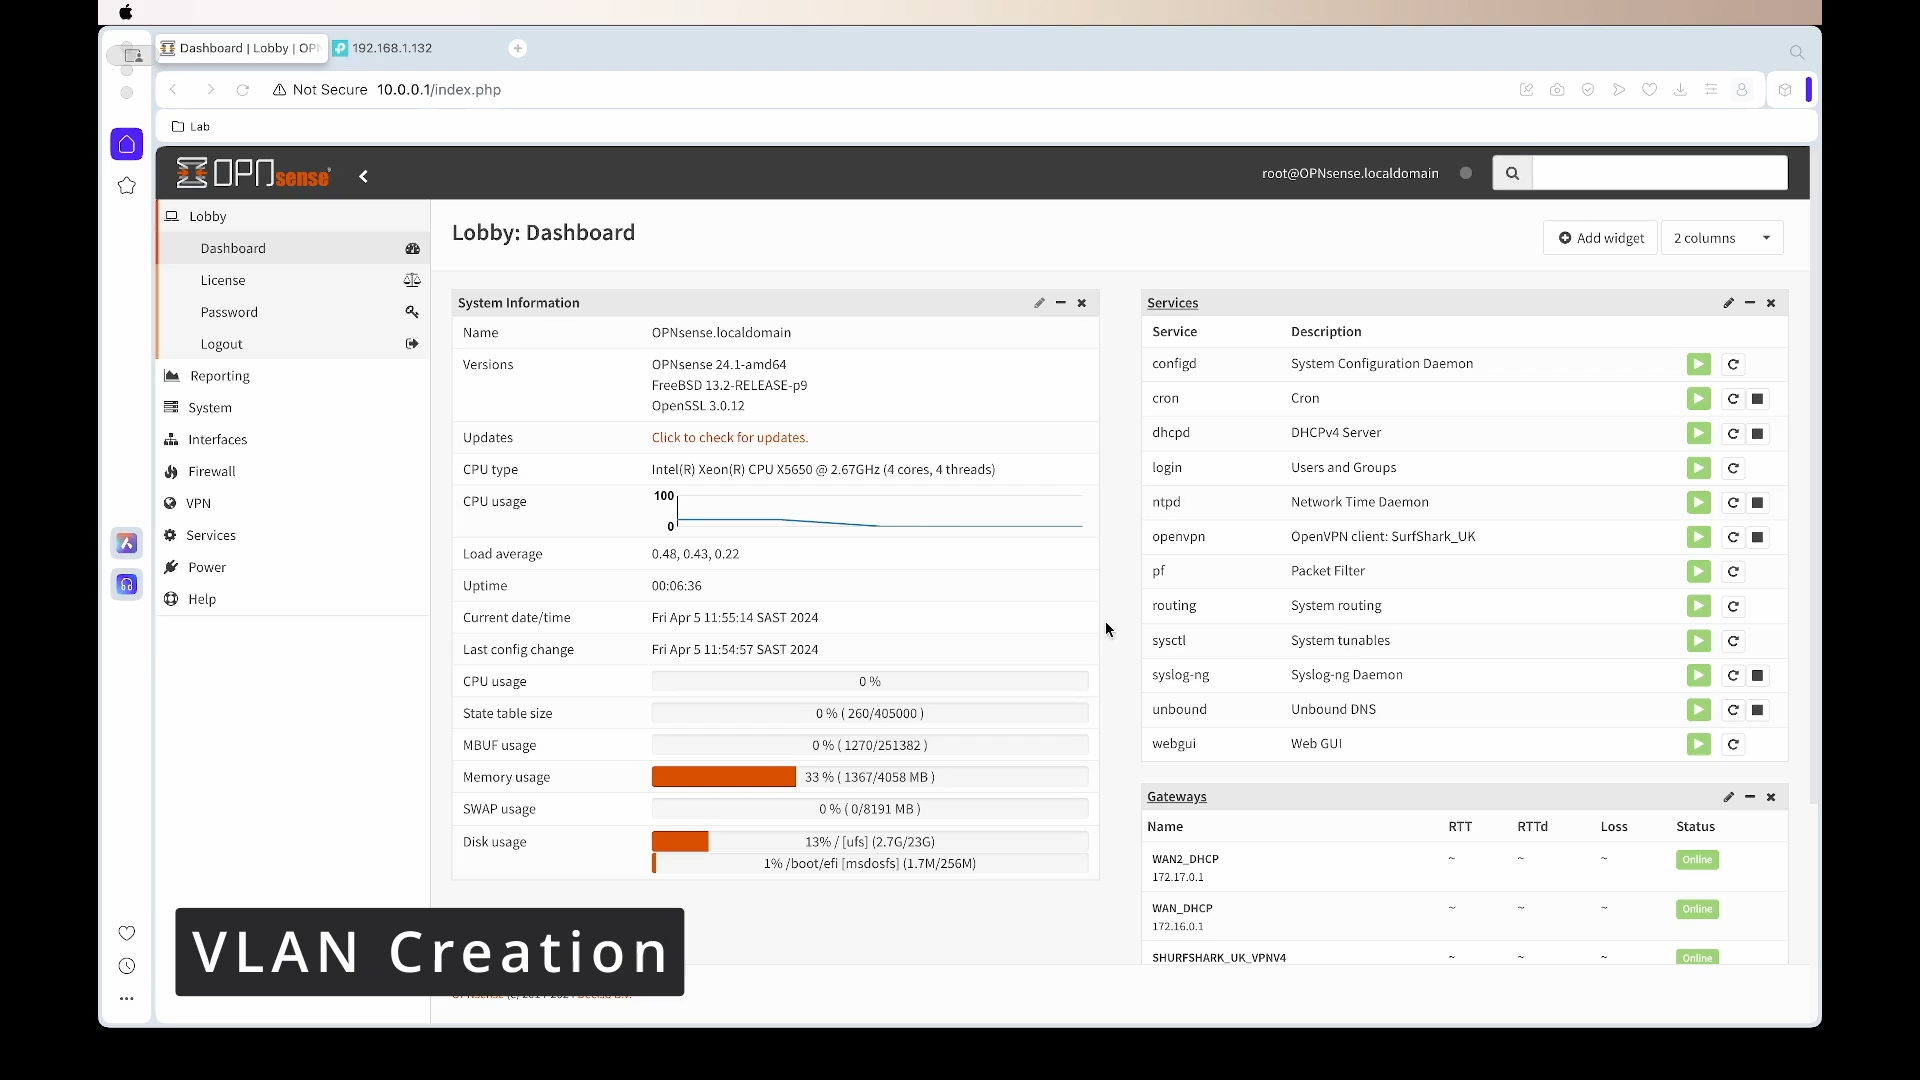 Dashboard | Lobby | OPN
192.168.1.132
Not Secure 10.0.0.1/index.php
Lab
OPNsense
root@OPNsense.localdomain
Lobby
Dashboard
License
Password
Logout
Reporting
System
Interfaces
Firewall
VPN
Services
Power
Help
Lobby: Dashboard
Add widget
2 columns
System Information
Name OPNsense.localdomain
Versions OPNsense 24.1-amd64
FreeBSD 13.2-RELEASE-p9
OpenSSL 3.0.12
Updates Click to check for updates.
CPU type Intel(R) Xeon(R) CPU X5650 @ 2.67GHz (4 cores, 4 threads)
CPU usage 100
0
Load average 0.48, 0.43, 0.22
Uptime 00:06:36
Current date/time Fri Apr 5 11:55:14 SAST 2024
Last config change Fri Apr 5 11:54:57 SAST 2024
CPU usage 0 %
State table size 0 % ( 260/405000 )
MBUF usage 0 % ( 1270/251382 )
Memory usage 33 % ( 1367/4058 MB )
SWAP usage 0 % ( 0/8191 MB )
Disk usage 13% / [ufs] (2.7G/23G)
1% /boot/efi [msdosfs] (1.7M/256M)
Services
Service Description
configd System Configuration Daemon
cron Cron
dhcpd DHCPv4 Server
login Users and Groups
ntpd Network Time Daemon
openvpn OpenVPN client: SurfShark_UK
pf Packet Filter
routing System routing
sysctl System tunables
syslog-ng Syslog-ng Daemon
unbound Unbound DNS
webgui Web GUI
Gateways
Name RTT RTTd Loss Status
WAN2_DHCP ~ ~ ~ Online
172.17.0.1
WAN_DHCP ~ ~ ~ Online
172.16.0.1
SHURFSHARK_UK_VPNV4 ~ ~ ~ Online
VLAN Creation